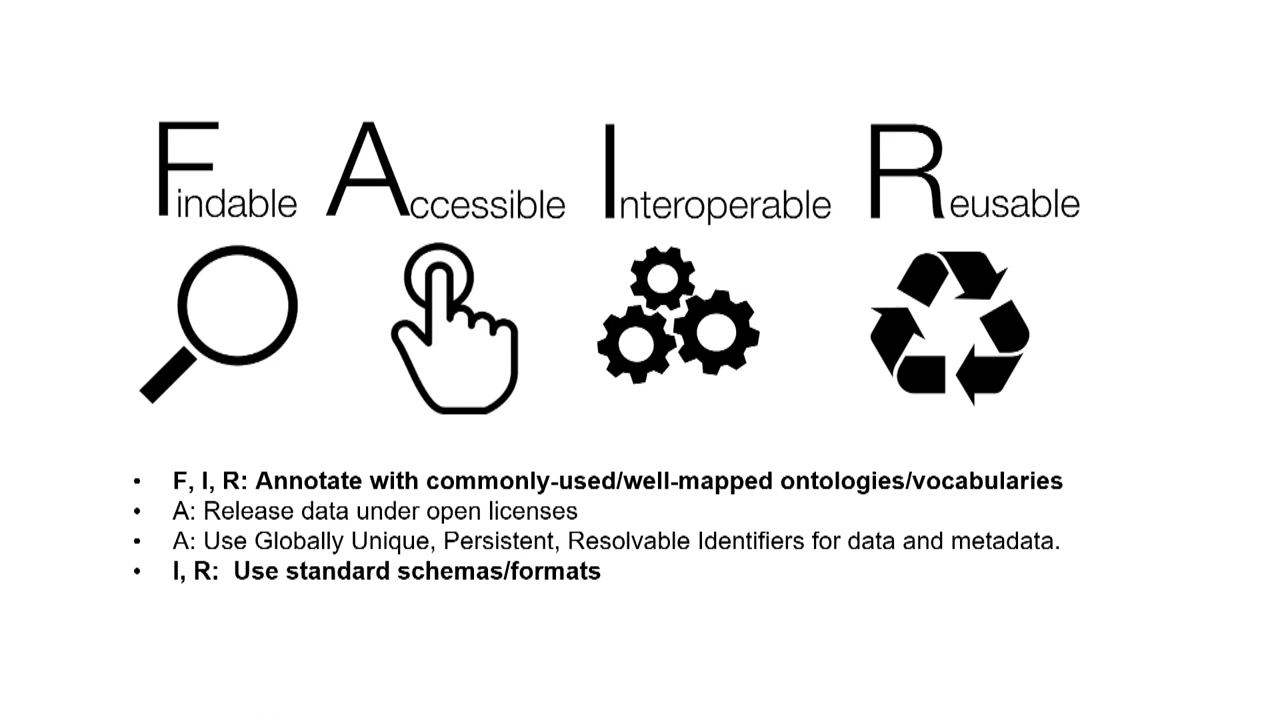 Findable Accessible Interoperable Reusable
• F, I, R: Annotate with commonly-used/well-mapped ontologies/vocabularies
• A: Release data under open licenses
• A: Use Globally Unique, Persistent, Resolvable Identifiers for data and metadata.
• I, R: Use standard schemas/formats